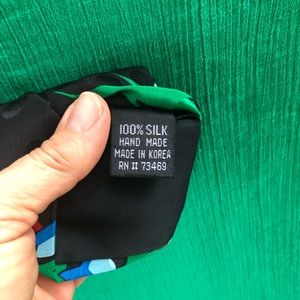 100% SILK
HAND MADE
MADE IN KOREA
RN # 73469